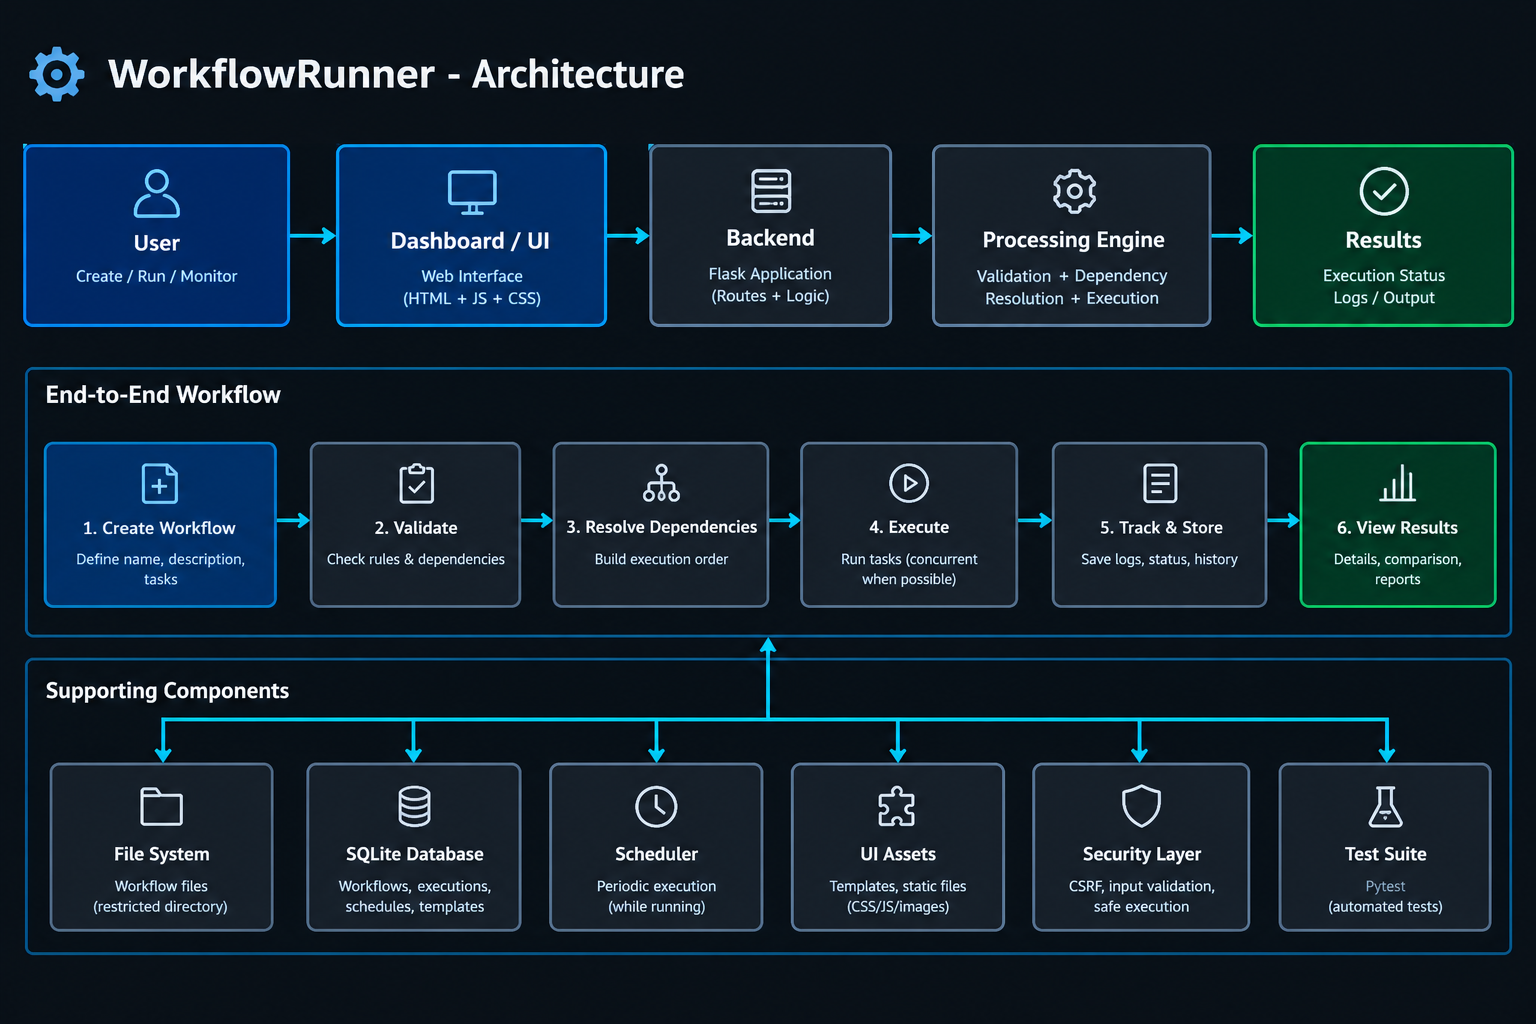 WorkflowRunner - Architecture
User
Create / Run / Monitor
Dashboard / UI
Web Interface
(HTML + JS + CSS)
Backend
Flask Application
(Routes + Logic)
Processing Engine
Validation + Dependency
Resolution + Execution
Results
Execution Status
Logs / Output
End-to-End Workflow
1. Create Workflow
Define name, description,
tasks
2. Validate
Check rules & dependencies
3. Resolve Dependencies
Build execution order
4. Execute
Run tasks (concurrent
when possible)
5. Track & Store
Save logs, status, history
6. View Results
Details, comparison,
reports
Supporting Components
File System
Workflow files
(restricted directory)
SQLite Database
Workflows, executions,
schedules, templates
Scheduler
Periodic execution
(while running)
UI Assets
Templates, static files
(CSS/JS/images)
Security Layer
CSRF, input validation,
safe execution
Test Suite
Pytest
(automated tests)